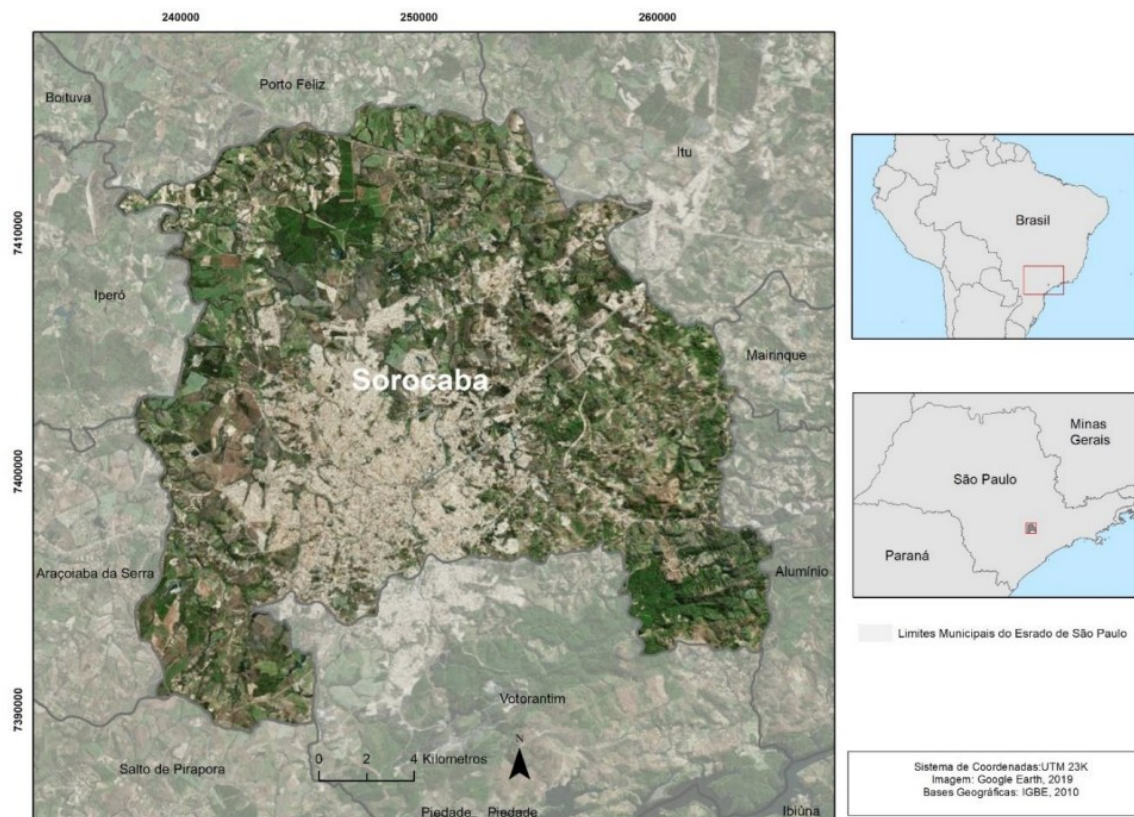 240000
250000
260000
Porto Feliz
Boituva
Itu
7410000
Iperó
Mairinque
Sorocaba
7400000
Araçoiaba da Serra
Alumínio
Votorantim
7390000
N
0 2 4 Kilometros
Salto de Pirapora
Piedade Piedade
Ibiúna
Brasil
Minas
Gerais
São Paulo
Paraná
Limites Municipais do Esrado de São Paulo
Sistema de Coordenadas:UTM 23K
Imagem: Google Earth, 2019
Bases Geográficas: IGBE, 2010